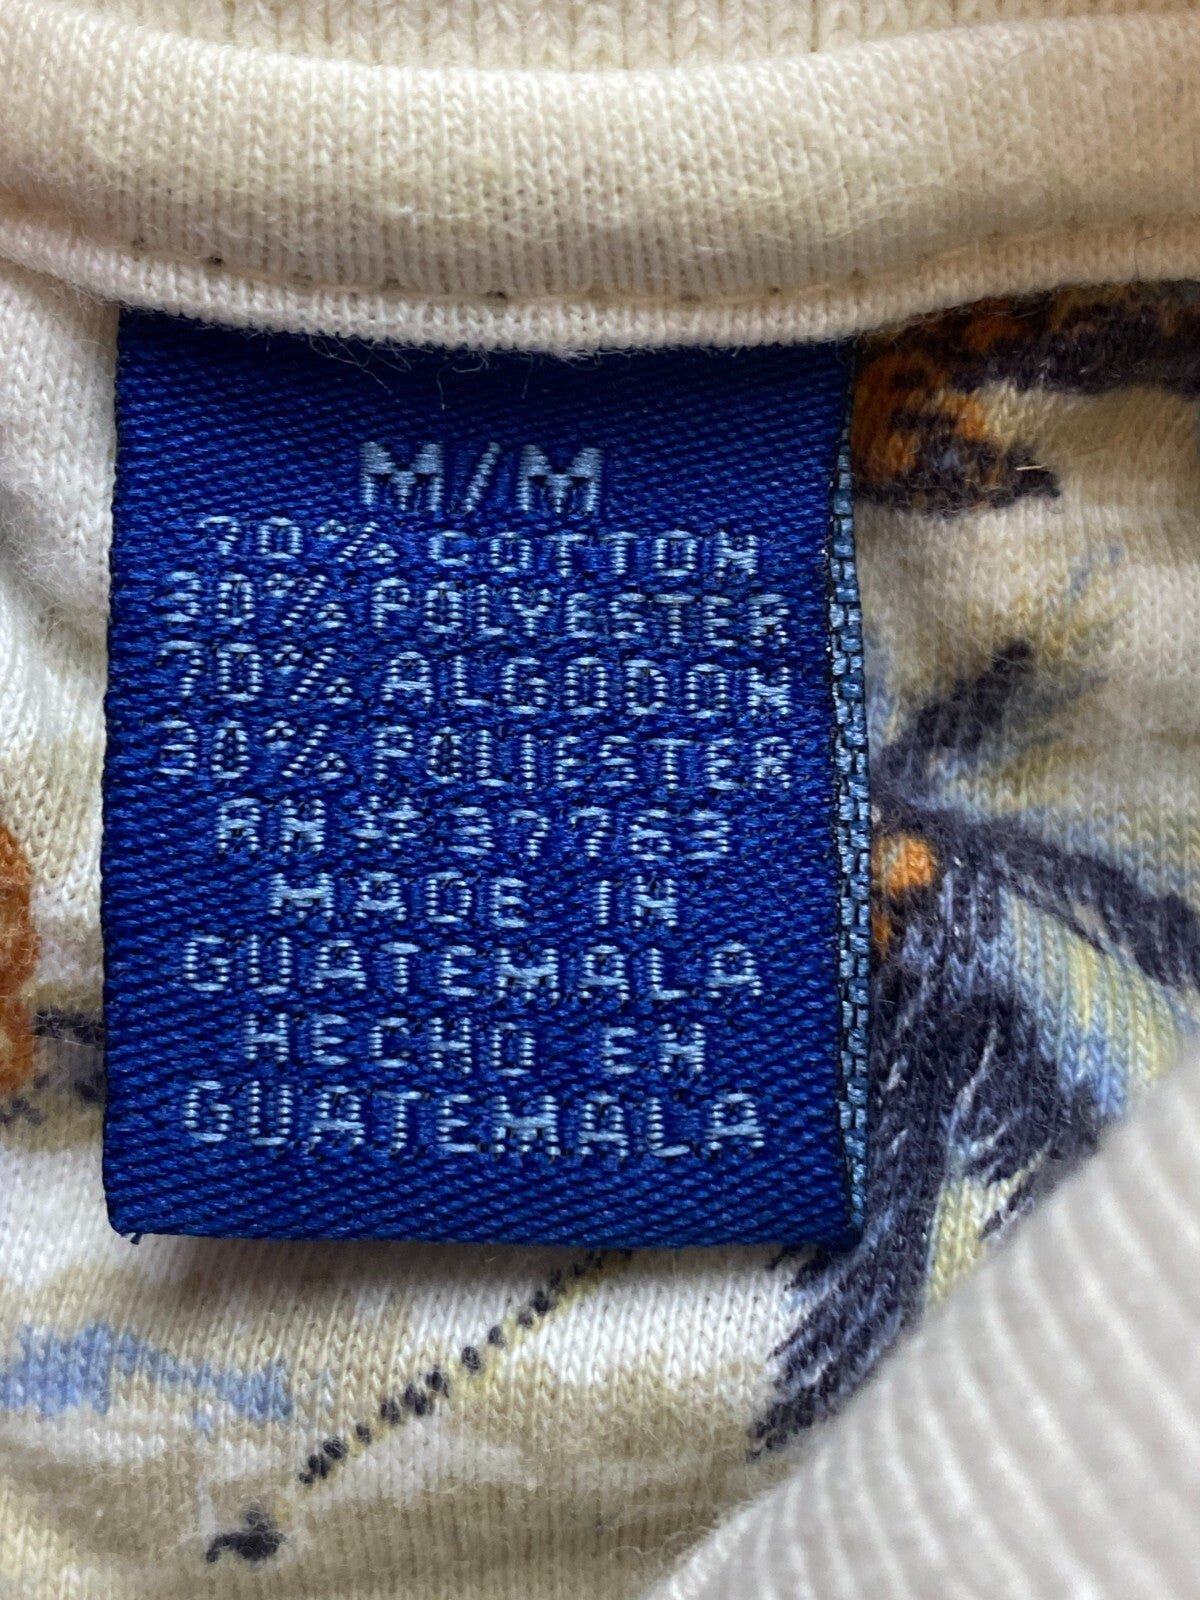 M/M
70% COTTON
30% POLYESTER
70% ALGODON
30% POLIESTER
RN # 37763
MADE IN
GUATEMALA
HECHO EN
GUATEMALA